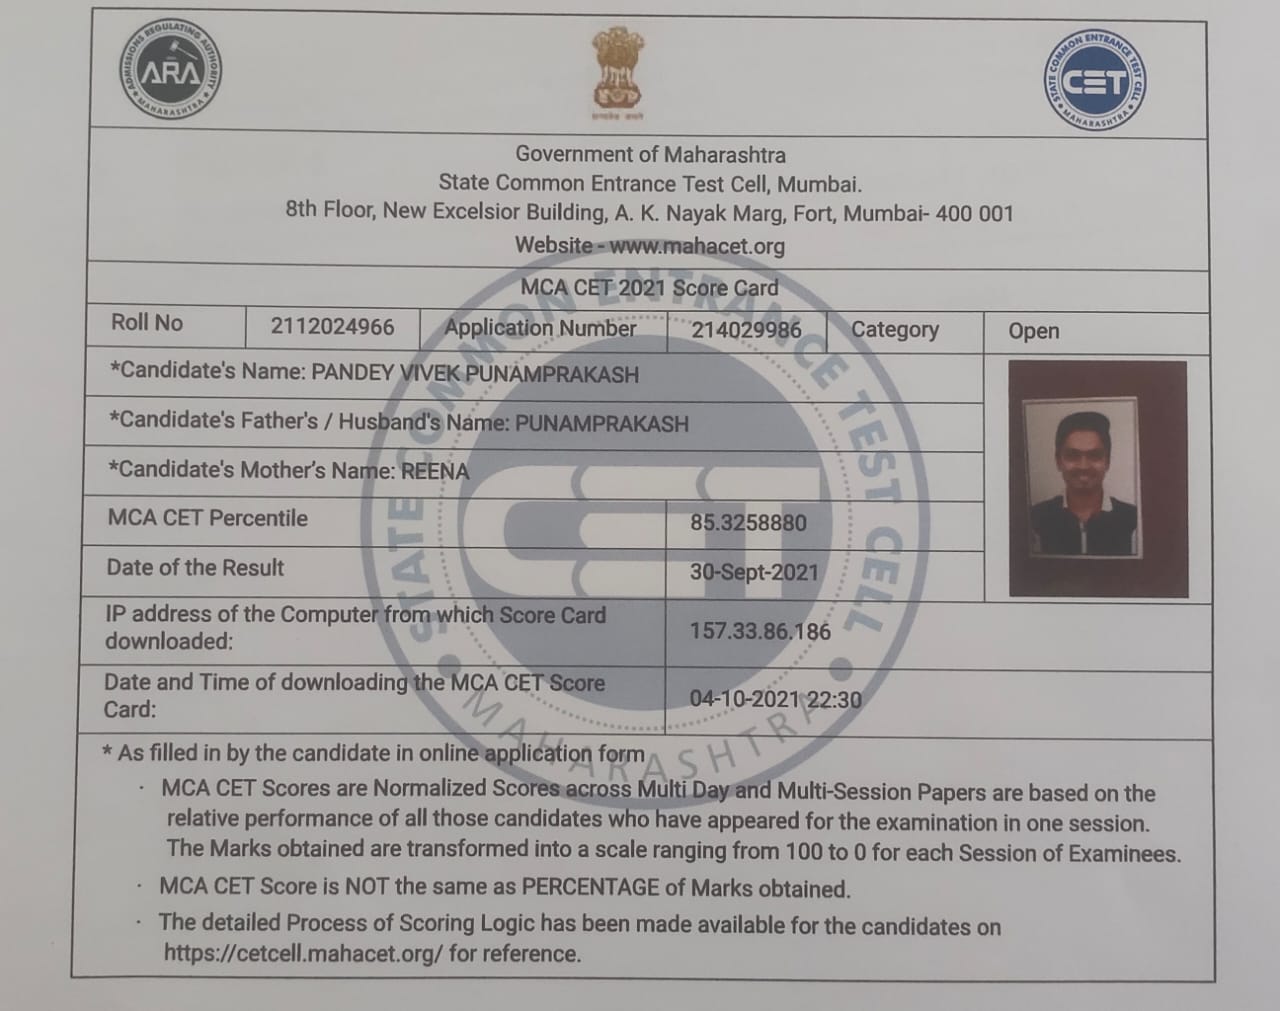 ADMISSIONS REGULATING AUTHORITY
ARA
MAHARASHTRA
STATE COMMON ENTRANCE TEST CELL
CET
MAHARASHTRA
Government of Maharashtra
State Common Entrance Test Cell, Mumbai.
8th Floor, New Excelsior Building, A. K. Nayak Marg, Fort, Mumbai- 400 001
Website - www.mahacet.org
MCA CET 2021 Score Card
Roll No 2112024966 Application Number 214029986 Category Open
*Candidate's Name: PANDEY VIVEK PUNAMPRAKASH
*Candidate's Father's / Husband's Name: PUNAMPRAKASH
*Candidate's Mother's Name: REENA
MCA CET Percentile 85.3258880
Date of the Result 30-Sept-2021
IP address of the Computer from which Score Card
downloaded: 157.33.86.186
Date and Time of downloading the MCA CET Score
Card: 04-10-2021 22:30
* As filled in by the candidate in online application form
· MCA CET Scores are Normalized Scores across Multi Day and Multi-Session Papers are based on the
relative performance of all those candidates who have appeared for the examination in one session.
The Marks obtained are transformed into a scale ranging from 100 to 0 for each Session of Examinees.
· MCA CET Score is NOT the same as PERCENTAGE of Marks obtained.
· The detailed Process of Scoring Logic has been made available for the candidates on
https://cetcell.mahacet.org/ for reference.
STATE COMMON ENTRANCE TEST CELL
CET
MAHARASHTRA